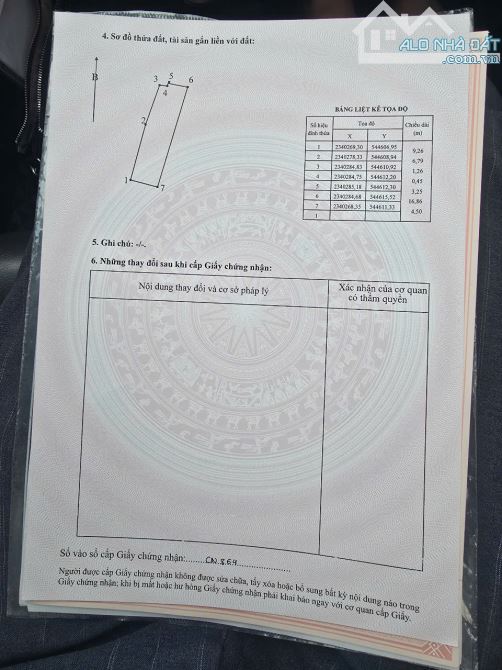 ALO NHÀ ĐẤT
4. Sơ đồ thửa đất, tài sản gắn liền với đất:
B
3 5 6
4
2
1
7
BẢNG LIỆT KÊ TỌA ĐỘ
Số hiệu đỉnh thửa Tọa độ Chiều dài (m)
X Y
1 2340269,30 544606,95
9,26
2 2340278,33 544608,94
6,79
3 2340284,83 544610,92
1,26
4 2340284,75 544612,20
0,45
5 2340285,18 544612,30
3,25
6 2340284,68 544615,52
16,86
7 2340268,35 544611,33
4,50
1
5. Ghi chú: -/-.
6. Những thay đổi sau khi cấp Giấy chứng nhận:
Nội dung thay đổi và cơ sở pháp lý
Xác nhận của cơ quan
có thẩm quyền
Số vào sổ cấp Giấy chứng nhận:......CN.864......
Người được cấp Giấy chứng nhận không được sửa chữa, tẩy xóa hoặc bổ sung bất kỳ nội dung nào trong
Giấy chứng nhận; khi bị mất hoặc hư hỏng Giấy chứng nhận phải khai báo ngay với cơ quan cấp Giấy.